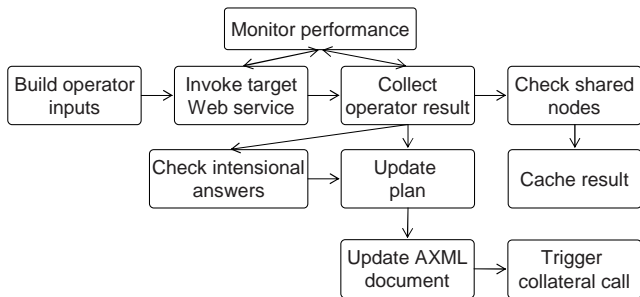 Monitor performance
Build operator
inputs
Invoke target
Web service
Collect
operator result
Check shared
nodes
Check intensional
answers
Update
plan
Cache result
Update AXML
document
Trigger
collateral call